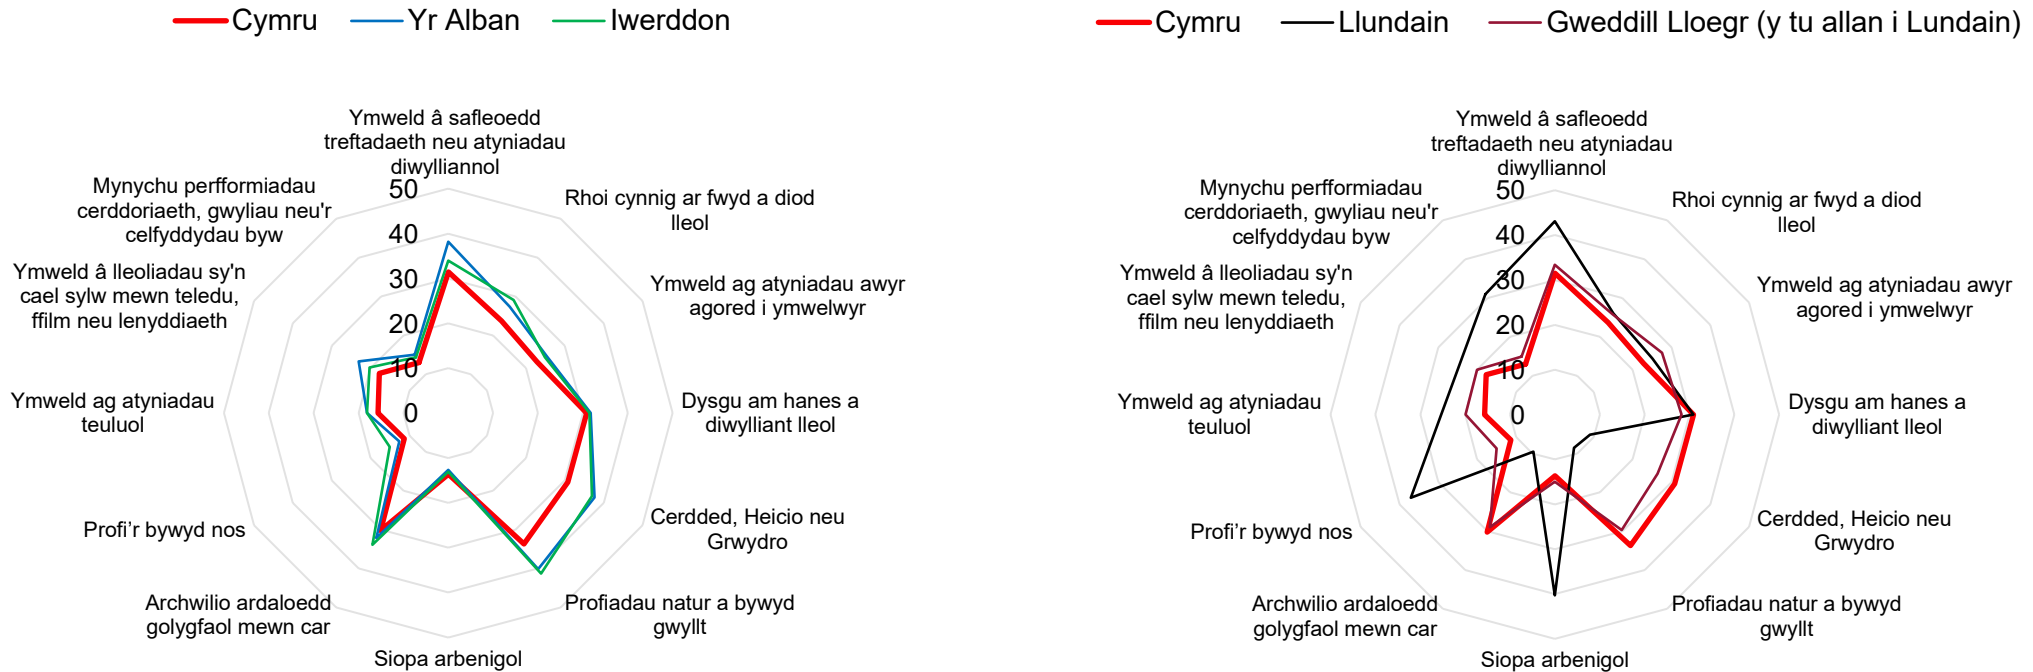 Cymru
Yr Alban
Iwerddon
Ymweld â safleoedd
treftadaeth neu atyniadau
diwylliannol
Rhoi cynnig ar fwyd a diod
lleol
Ymweld ag atyniadau awyr
agored i ymwelwyr
Dysgu am hanes a
diwylliant lleol
Cerdded, Heicio neu
Grwydro
Profiadau natur a bywyd
gwyllt
Siopa arbenigol
Archwilio ardaloedd
golygfaol mewn car
Profi’r bywyd nos
Ymweld ag atyniadau
teuluol
Ymweld â lleoliadau sy'n
cael sylw mewn teledu,
ffilm neu lenyddiaeth
Mynychu perfformiadau
cerddoriaeth, gwyliau neu'r
celfyddydau byw
50
40
30
20
10
0
Cymru
Llundain
Gweddill Lloegr (y tu allan i Lundain)
Ymweld â safleoedd
treftadaeth neu atyniadau
diwylliannol
Rhoi cynnig ar fwyd a diod
lleol
Ymweld ag atyniadau awyr
agored i ymwelwyr
Dysgu am hanes a
diwylliant lleol
Cerdded, Heicio neu
Grwydro
Profiadau natur a bywyd
gwyllt
Siopa arbenigol
Archwilio ardaloedd
golygfaol mewn car
Profi’r bywyd nos
Ymweld ag atyniadau
teuluol
Ymweld â lleoliadau sy'n
cael sylw mewn teledu,
ffilm neu lenyddiaeth
Mynychu perfformiadau
cerddoriaeth, gwyliau neu'r
celfyddydau byw
50
40
30
20
10
0